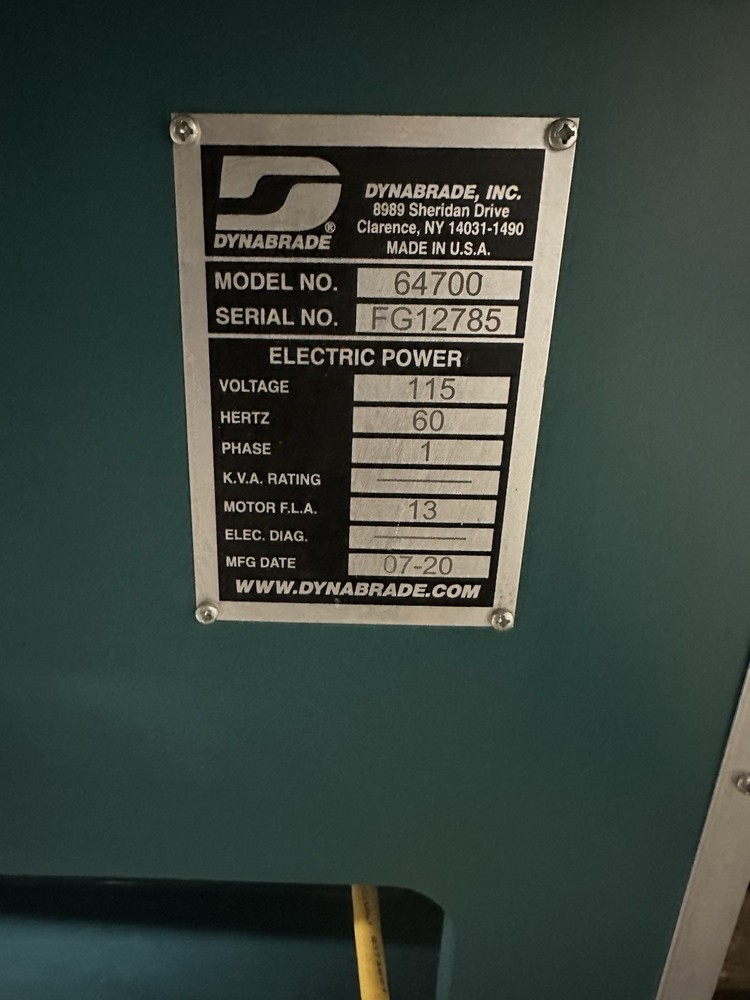 DYNABRADE, INC.
8989 Sheridan Drive
Clarence, NY 14031-1490
MADE IN U.S.A.
DYNABRADE®
MODEL NO. 64700
SERIAL NO. FG12785
ELECTRIC POWER
VOLTAGE 115
HERTZ 60
PHASE 1
K.V.A. RATING
MOTOR F.L.A. 13
ELEC. DIAG.
MFG DATE 07-20
WWW.DYNABRADE.COM